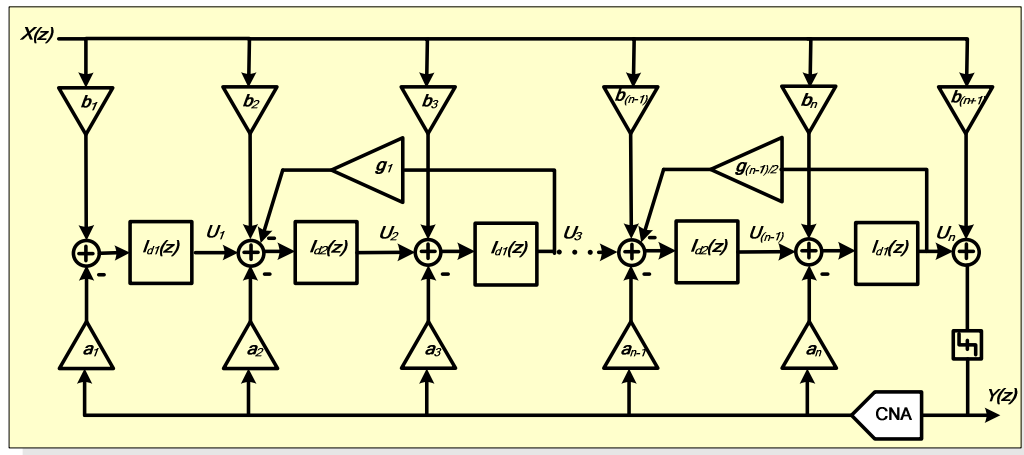 X(z)
b1 b2 b3 b(n-1) bn b(n+1)
g1 g(n-1)/2
+ Id1(z) U1 + - Id2(z) U2 + Id1(z) U3 . . . + - Id2(z) U(n-1) + Id1(z) Un +
- - - - -
a1 a2 a3 an-1 an
CNA Y(z)